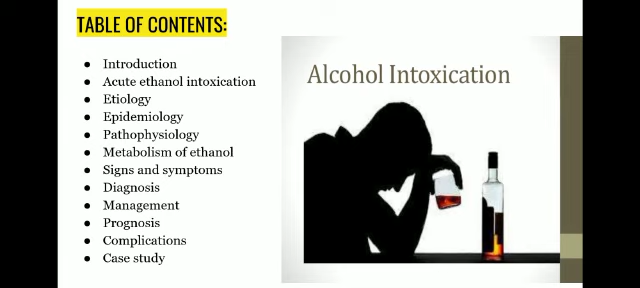 TABLE OF CONTENTS:
● Introduction
● Acute ethanol intoxication
● Etiology
● Epidemiology
● Pathophysiology
● Metabolism of ethanol
● Signs and symptoms
● Diagnosis
● Management
● Prognosis
● Complications
● Case study
Alcohol Intoxication